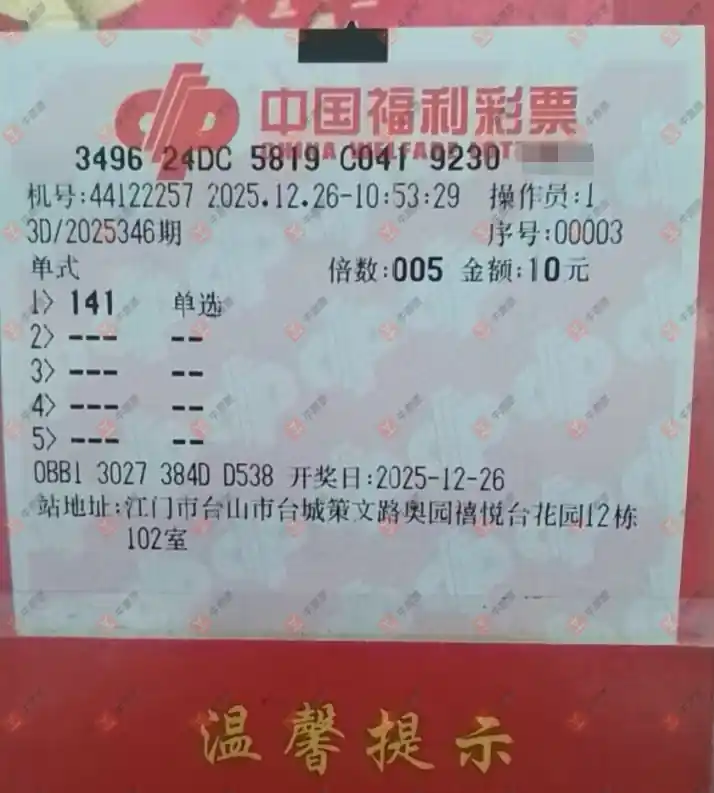 中国福利彩票
CHINA WELFARE LOT
3496 24DC 5819 C041 9230
机号:44122257 2025.12.26-10:53:29 操作员:1
3D/2025346期 序号:00003
单式 倍数:005 金额:10元
1> 141 单选
2> --- --
3> --- --
4> --- --
5> --- --
0BB1 3027 384D D538 开奖日:2025-12-26
站地址:江门市台山市台城策文路奥园禧悦台花园12栋
102室
温馨提示